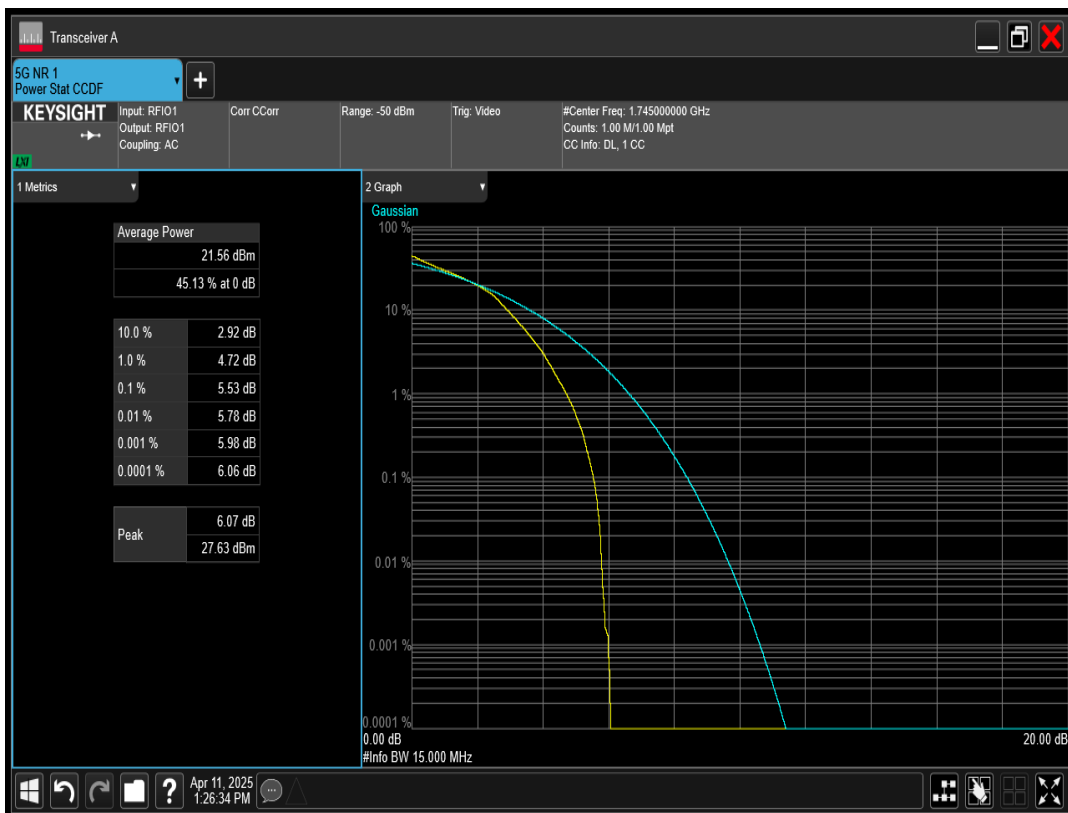 Transceiver A
5G NR 1
Power Stat CCDF
+
KEYSIGHT
LXI
Input: RFIO1
Output: RFIO1
Coupling: AC
Corr CCorr
Range: -50 dBm
Trig: Video
#Center Freq: 1.745000000 GHz
Counts: 1.00 M/1.00 Mpt
CC Info: DL, 1 CC
1 Metrics
Average Power
21.56 dBm
45.13 % at 0 dB
10.0 % 2.92 dB
1.0 % 4.72 dB
0.1 % 5.53 dB
0.01 % 5.78 dB
0.001 % 5.98 dB
0.0001 % 6.06 dB
Peak
6.07 dB
27.63 dBm
2 Graph
Gaussian
100 %
10 %
1 %
0.1 %
0.01 %
0.001 %
0.0001 %
0.00 dB 20.00 dB
#Info BW 15.000 MHz
?
Apr 11, 2025
1:26:34 PM